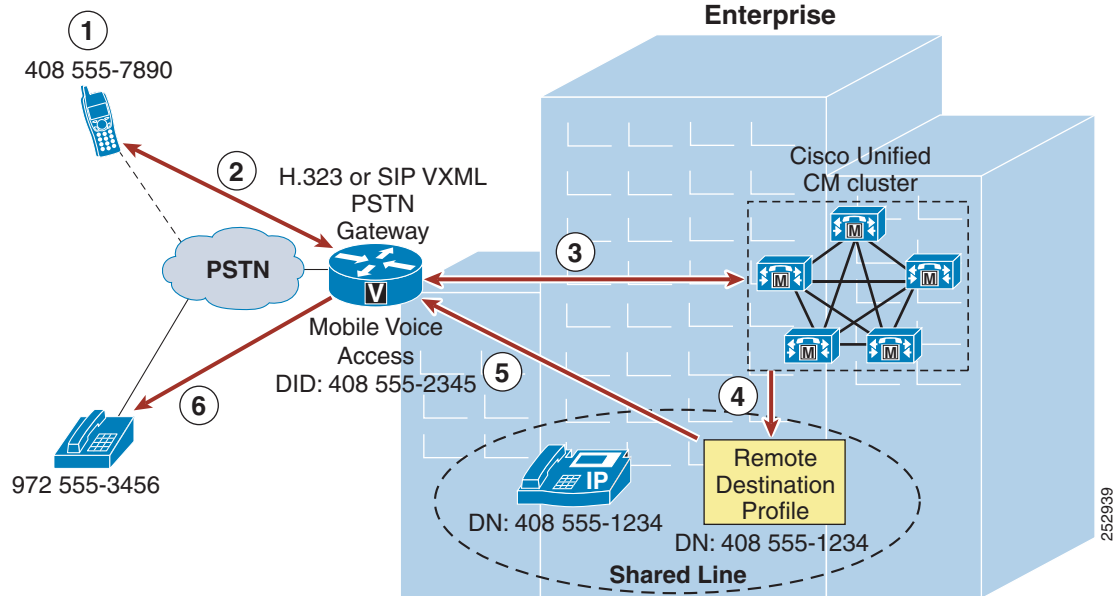 Enterprise
1
408 555-7890
2
H.323 or SIP VXML
PSTN
Gateway
Cisco Unified
CM cluster
M
M
M
M
M
3
PSTN
V
Mobile Voice
Access
DID: 408 555-2345
5
4
6
972 555-3456
IP
DN: 408 555-1234
Remote
Destination
Profile
DN: 408 555-1234
Shared Line
252939